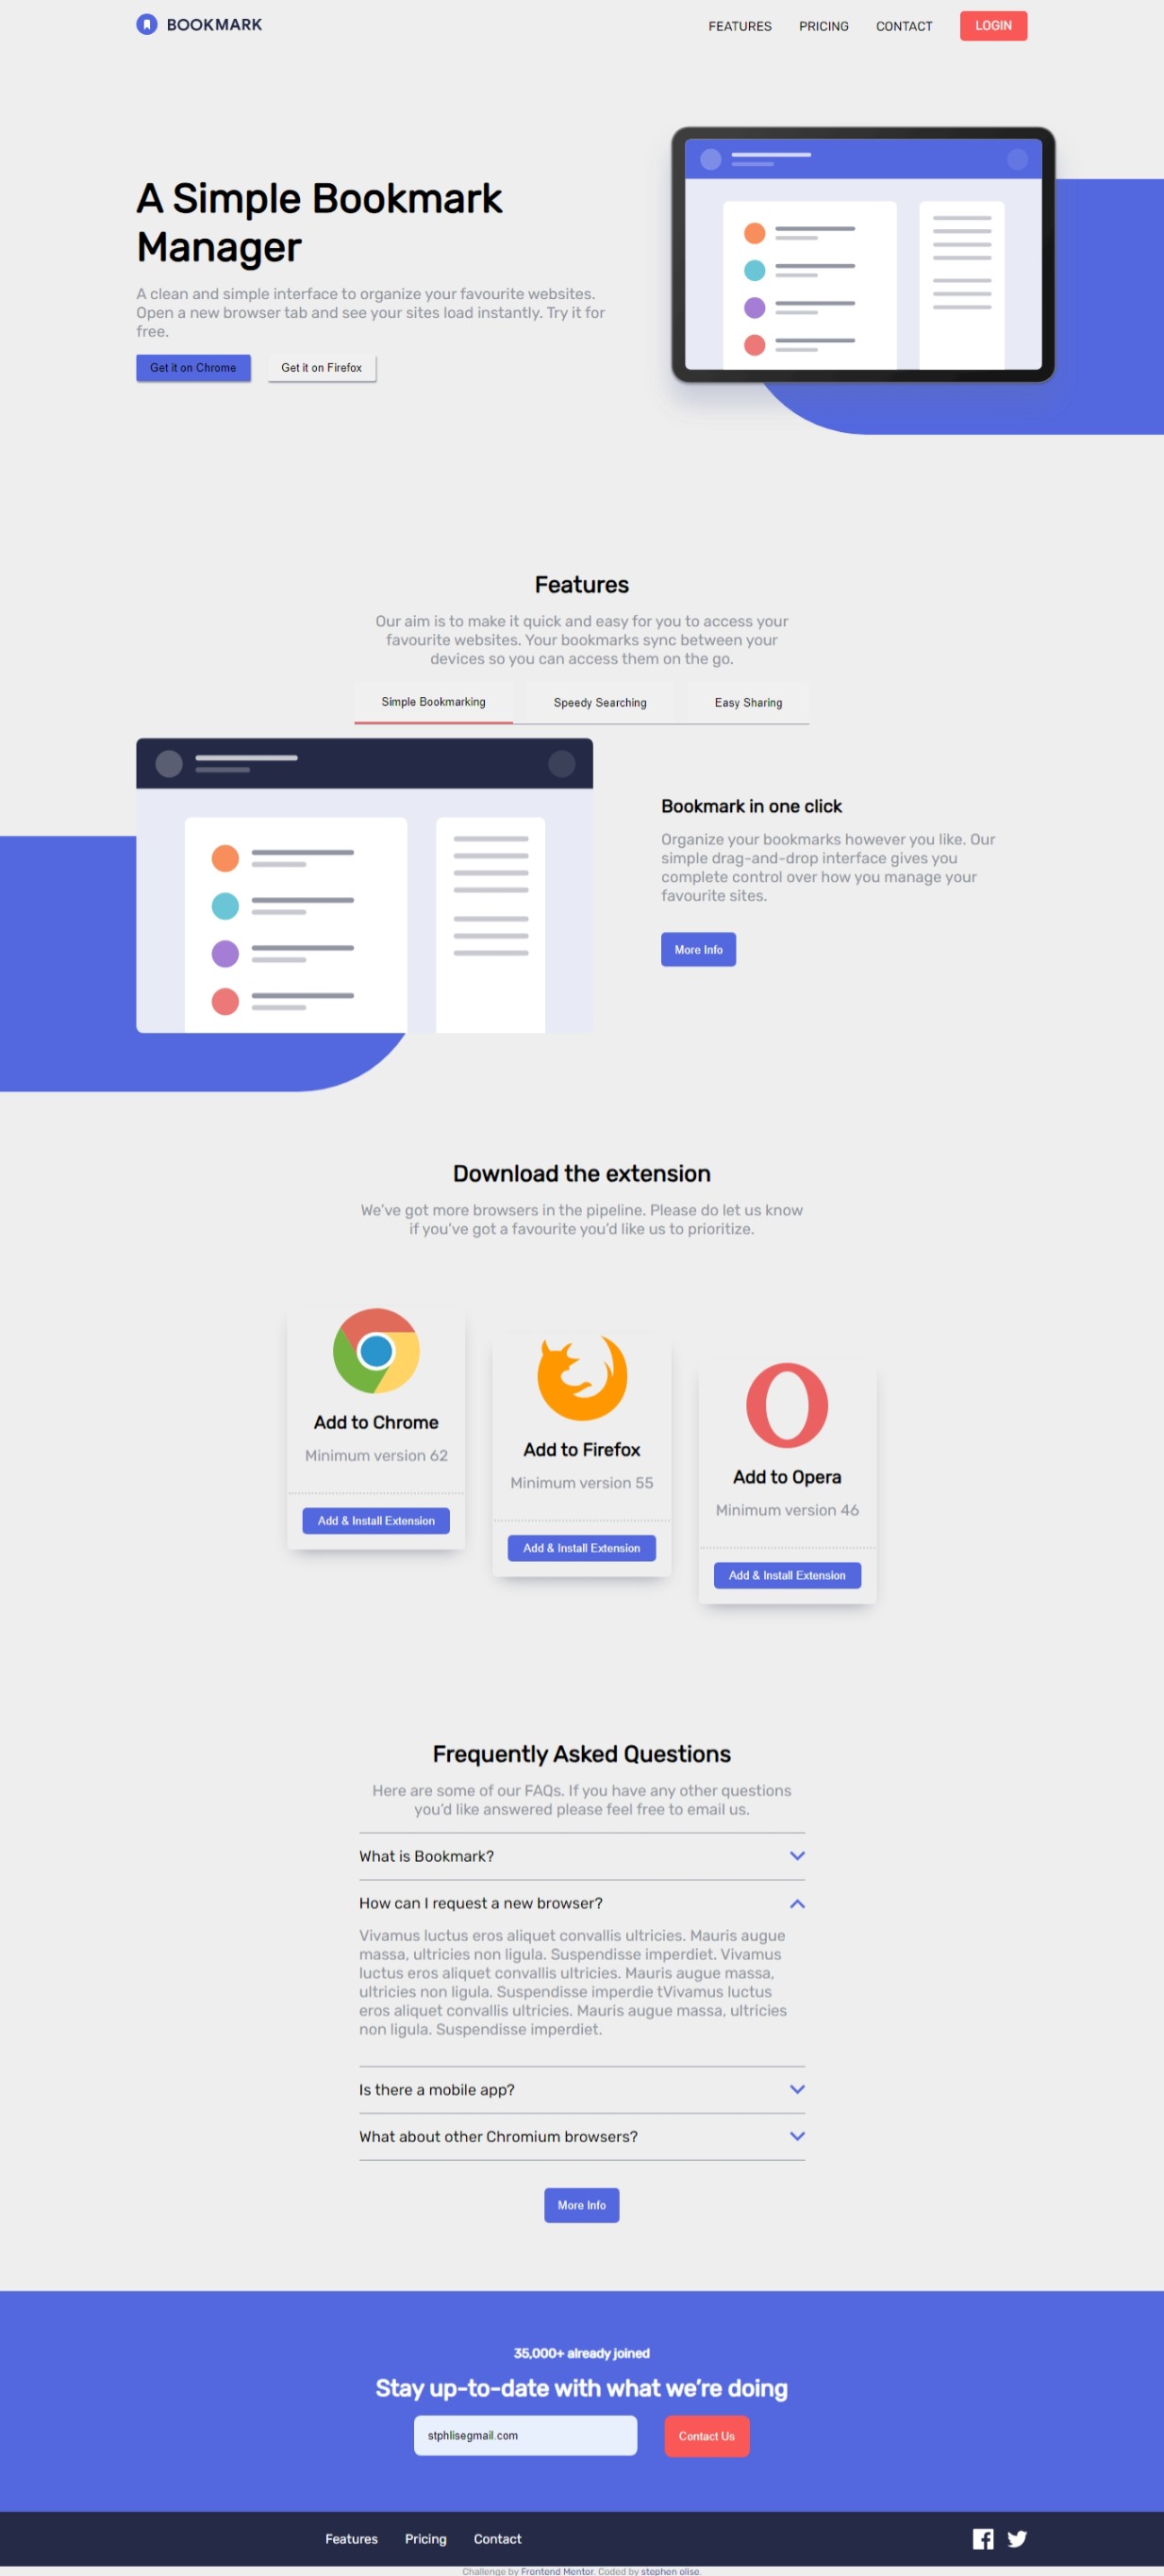 BOOKMARK
FEATURES PRICING CONTACT LOGIN
A Simple Bookmark
Manager
A clean and simple interface to organize your favourite websites.
Open a new browser tab and see your sites load instantly. Try it for
free.
Get it on Chrome Get it on Firefox
Features
Our aim is to make it quick and easy for you to access your
favourite websites. Your bookmarks sync between your
devices so you can access them on the go.
Simple Bookmarking Speedy Searching Easy Sharing
Bookmark in one click
Organize your bookmarks however you like. Our
simple drag-and-drop interface gives you
complete control over how you manage your
favourite sites.
More Info
Download the extension
We've got more browsers in the pipeline. Please do let us know
if you've got a favourite you'd like us to prioritize.
Add to Chrome
Minimum version 62
Add & Install Extension
Add to Firefox
Minimum version 55
Add & Install Extension
Add to Opera
Minimum version 46
Add & Install Extension
Frequently Asked Questions
Here are some of our FAQs. If you have any other questions
you'd like answered please feel free to email us.
What is Bookmark?
How can I request a new browser?
Vivamus luctus eros aliquet convallis ultricies. Mauris augue
massa, ultricies non ligula. Suspendisse imperdiet. Vivamus
luctus eros aliquet convallis ultricies. Mauris augue massa,
ultricies non ligula. Suspendisse imperdie tVivamus luctus
eros aliquet convallis ultricies. Mauris augue massa, ultricies
non ligula. Suspendisse imperdiet.
Is there a mobile app?
What about other Chromium browsers?
More Info
35,000+ already joined
Stay up-to-date with what we're doing
stphlisegmail.com Contact Us
Features Pricing Contact
Challenge by Frontend Mentor. Coded by stephen olise.